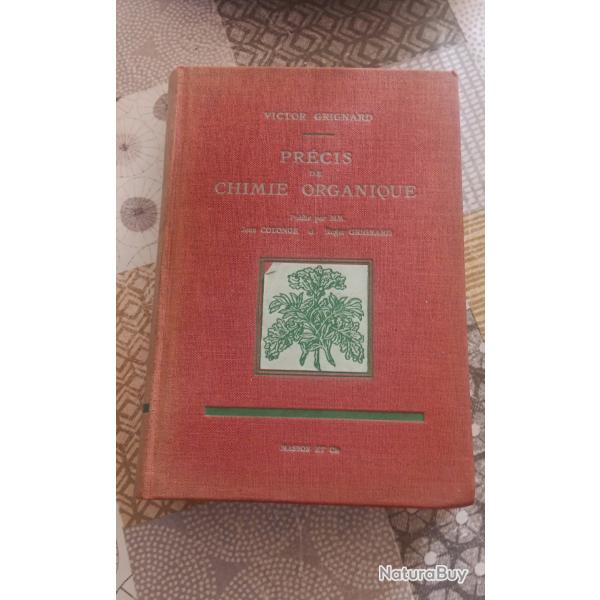 VICTOR GRIGNARD
PRÉCIS
DE
CHIMIE ORGANIQUE
Publié par MM.
Jean COLONGE et Roger GRIGNARD
MASSON ET Cie
NaturaBuy